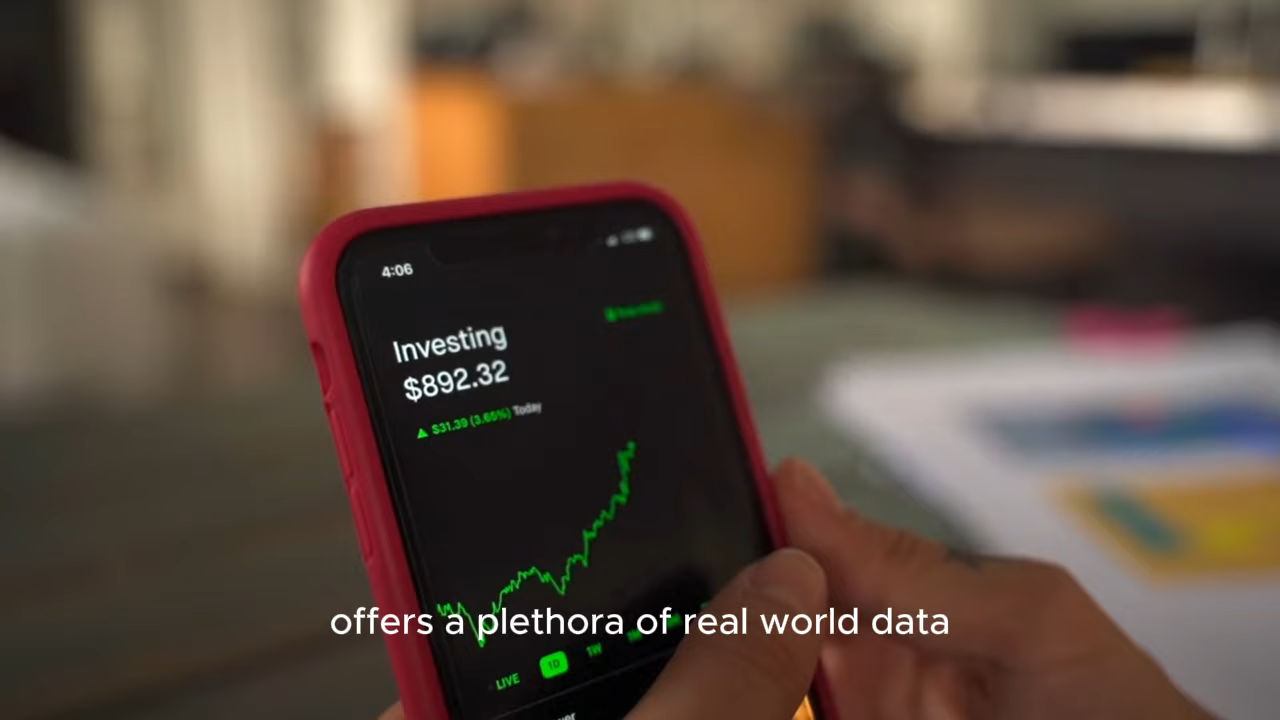 4:06
Investing
$892.32
▲ $31.39 (3.65%) Today
offers a plethora of real world data
LIVE
1D
1W